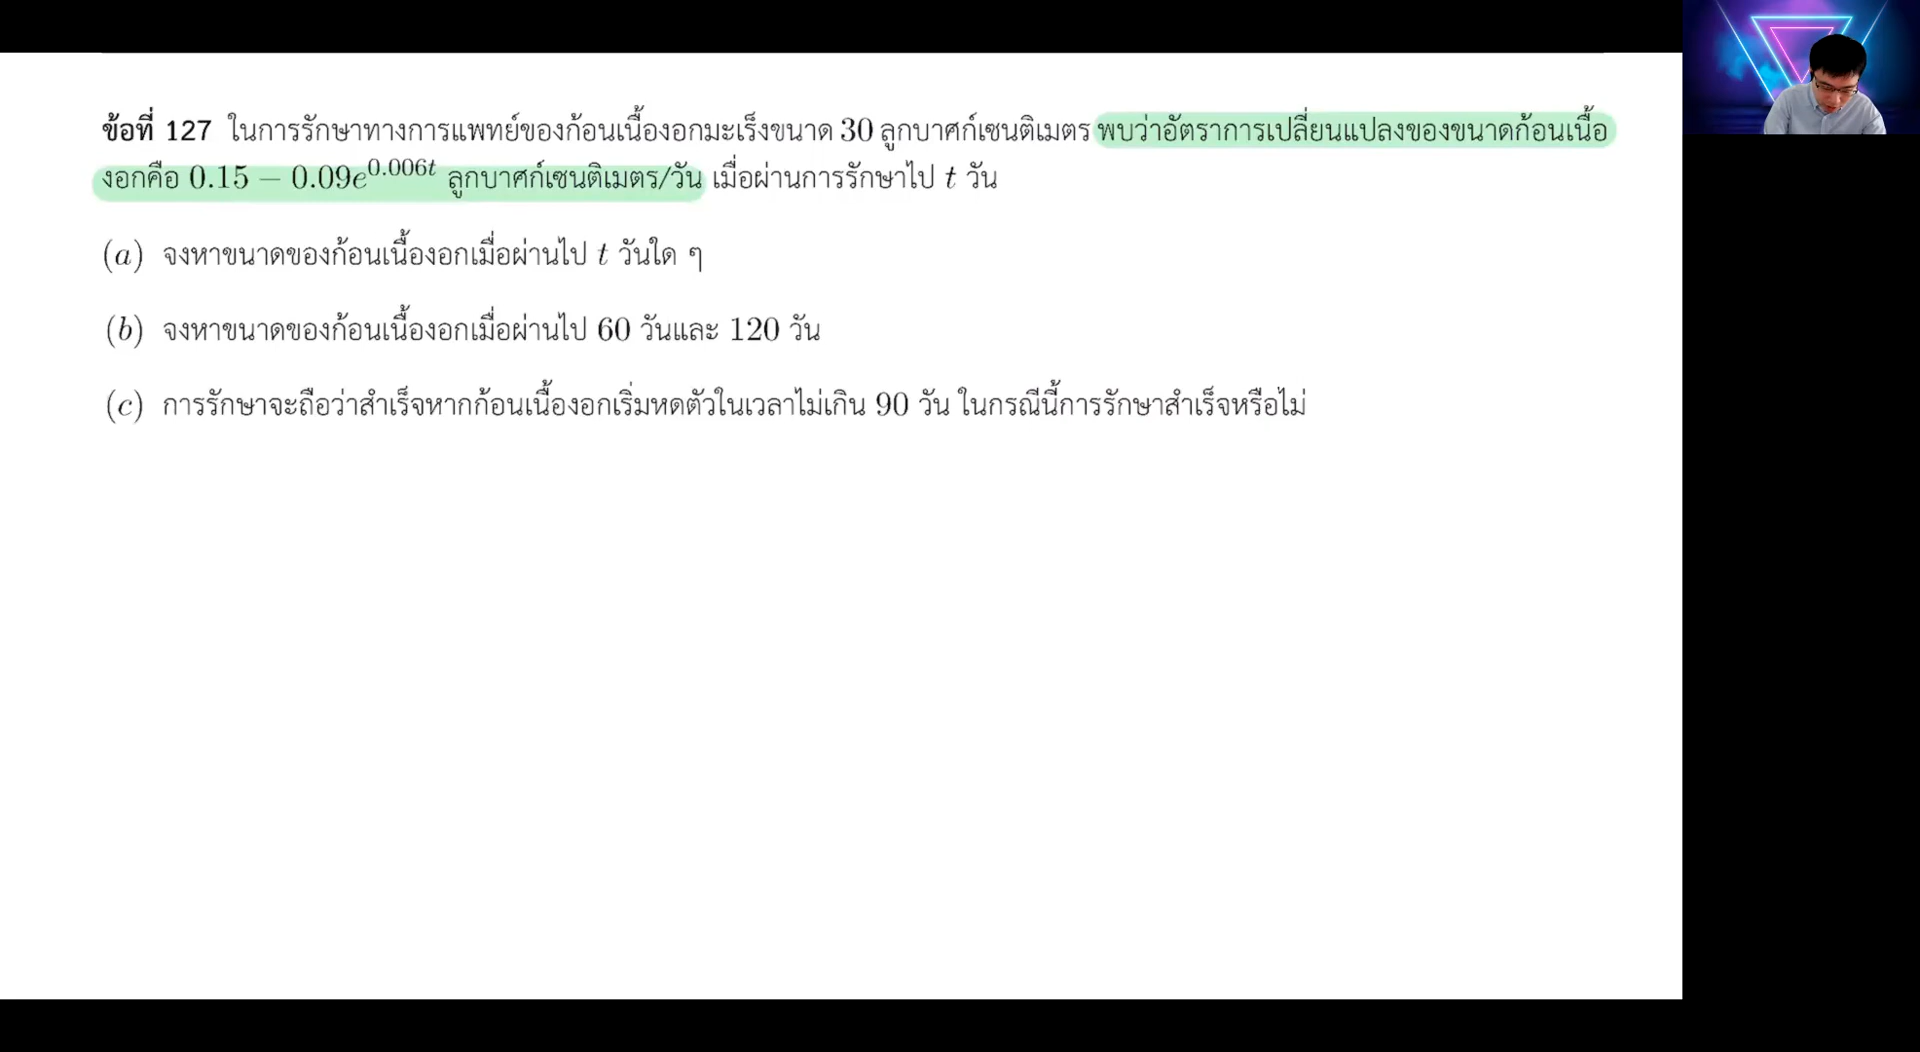 ข้อที่ 127 ในการรักษาทางการแพทย์ของก้อนเนื้องอกมะเร็งขนาด 30 ลูกบาศก์เซนติเมตร พบว่าอัตราการเปลี่ยนแปลงของขนาดก้อนเนื้อ
งอกคือ $0.15 - 0.09e^{0.006t}$ ลูกบาศก์เซนติเมตร/วัน เมื่อผ่านการรักษาไป $t$ วัน
(a) จงหาขนาดของก้อนเนื้องอกเมื่อผ่านไป $t$ วันใด ๆ
(b) จงหาขนาดของก้อนเนื้องอกเมื่อผ่านไป 60 วันและ 120 วัน
(c) การรักษาจะถือว่าสำเร็จหากก้อนเนื้องอกเริ่มหดตัวในเวลาไม่เกิน 90 วัน ในกรณีนี้การรักษาสำเร็จหรือไม่